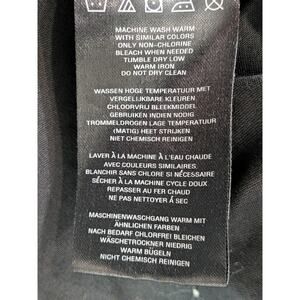 MACHINE WASH WARM
WITH SIMILAR COLORS
ONLY NON-CHLORINE
BLEACH WHEN NEEDED
TUMBLE DRY LOW
WARM IRON
DO NOT DRY CLEAN
WASSEN HOGE TEMPERATUUR MET
VERGELIJKBARE KLEUREN
CHLOORVRIJ BLEEKMIDDEL
GEBRUIKEN INDIEN NODIG
TROMMELDROGEN LAGE TEMPERATUUR
(MATIG) HEET STRIJKEN
NIET CHEMISCH REINIGEN
LAVER À LA MACHINE À L'EAU CHAUDE
AVEC COULEURS SIMILAIRES
BLANCHIR SANS CHLORE SI NÉCESSAIRE
SÉCHER À LA MACHINE CYCLE DOUX
REPASSER AU FER CHAUD
NE PAS NETTOYER À SEC
MASCHINENWASCHGANG WARM MIT
ÄHNLICHEN FARBEN
NACH BEDARF CHLORFREI BLEICHEN
WÄSCHETROCKNER NIEDRIG
WARM BÜGELN
NICHT CHEMISCH REINIGEN